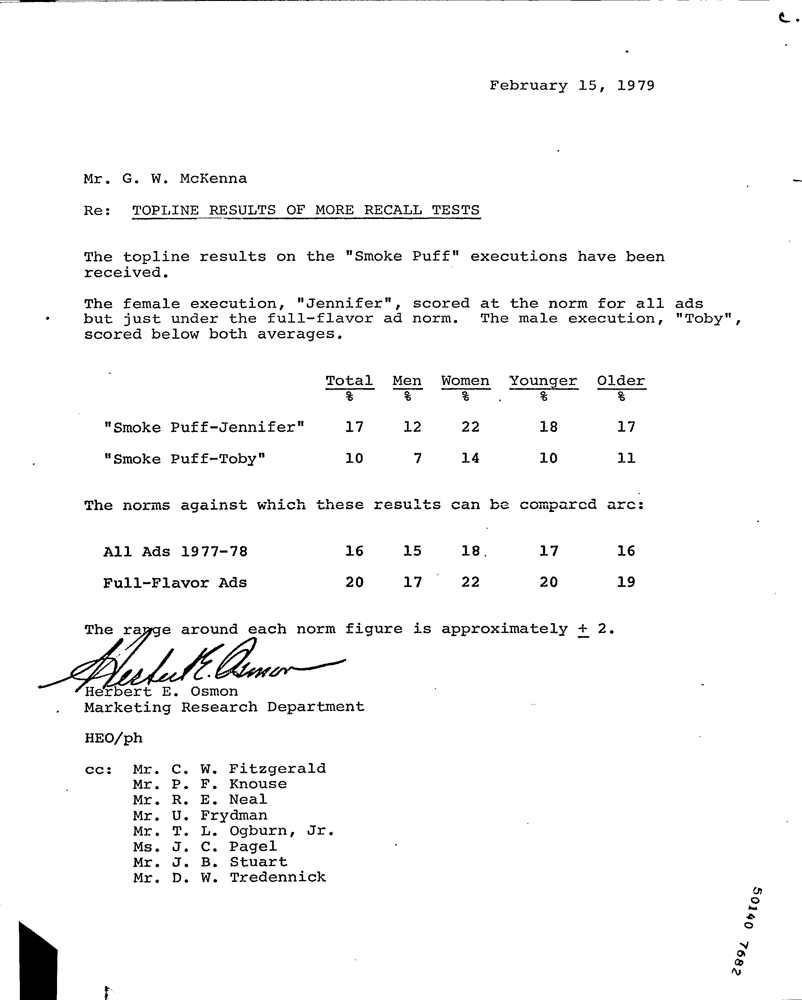 February 15, 1979
Mr. G. W. McKenna
Re: TOPLINE RESULTS OF MORE RECALL TESTS
The topline results on the "Smoke Puff" executions have been
received.
The female execution, "Jennifer", scored at the norm for all ads
but just under the full-flavor ad norm. The male execution, "Toby",
scored below both averages.
Total Men Women Younger Older
% % % % %
"Smoke Puff-Jennifer" 17 12 22 18 17
"Smoke Puff-Toby" 10 7 14 10 11
The norms against which these results can be compared are:
All Ads 1977-78 16 15 18 17 16
Full-Flavor Ads 20 17 22 20 19
The range around each norm figure is approximately ± 2.
Herbert E. Osmon
Herbert E. Osmon
Marketing Research Department
HEO/ph
cc: Mr. C. W. Fitzgerald
Mr. P. F. Knouse
Mr. R. E. Neal
Mr. U. Frydman
Mr. T. L. Ogburn, Jr.
Ms. J. C. Pagel
Mr. J. B. Stuart
Mr. D. W. Tredennick
50140 7682